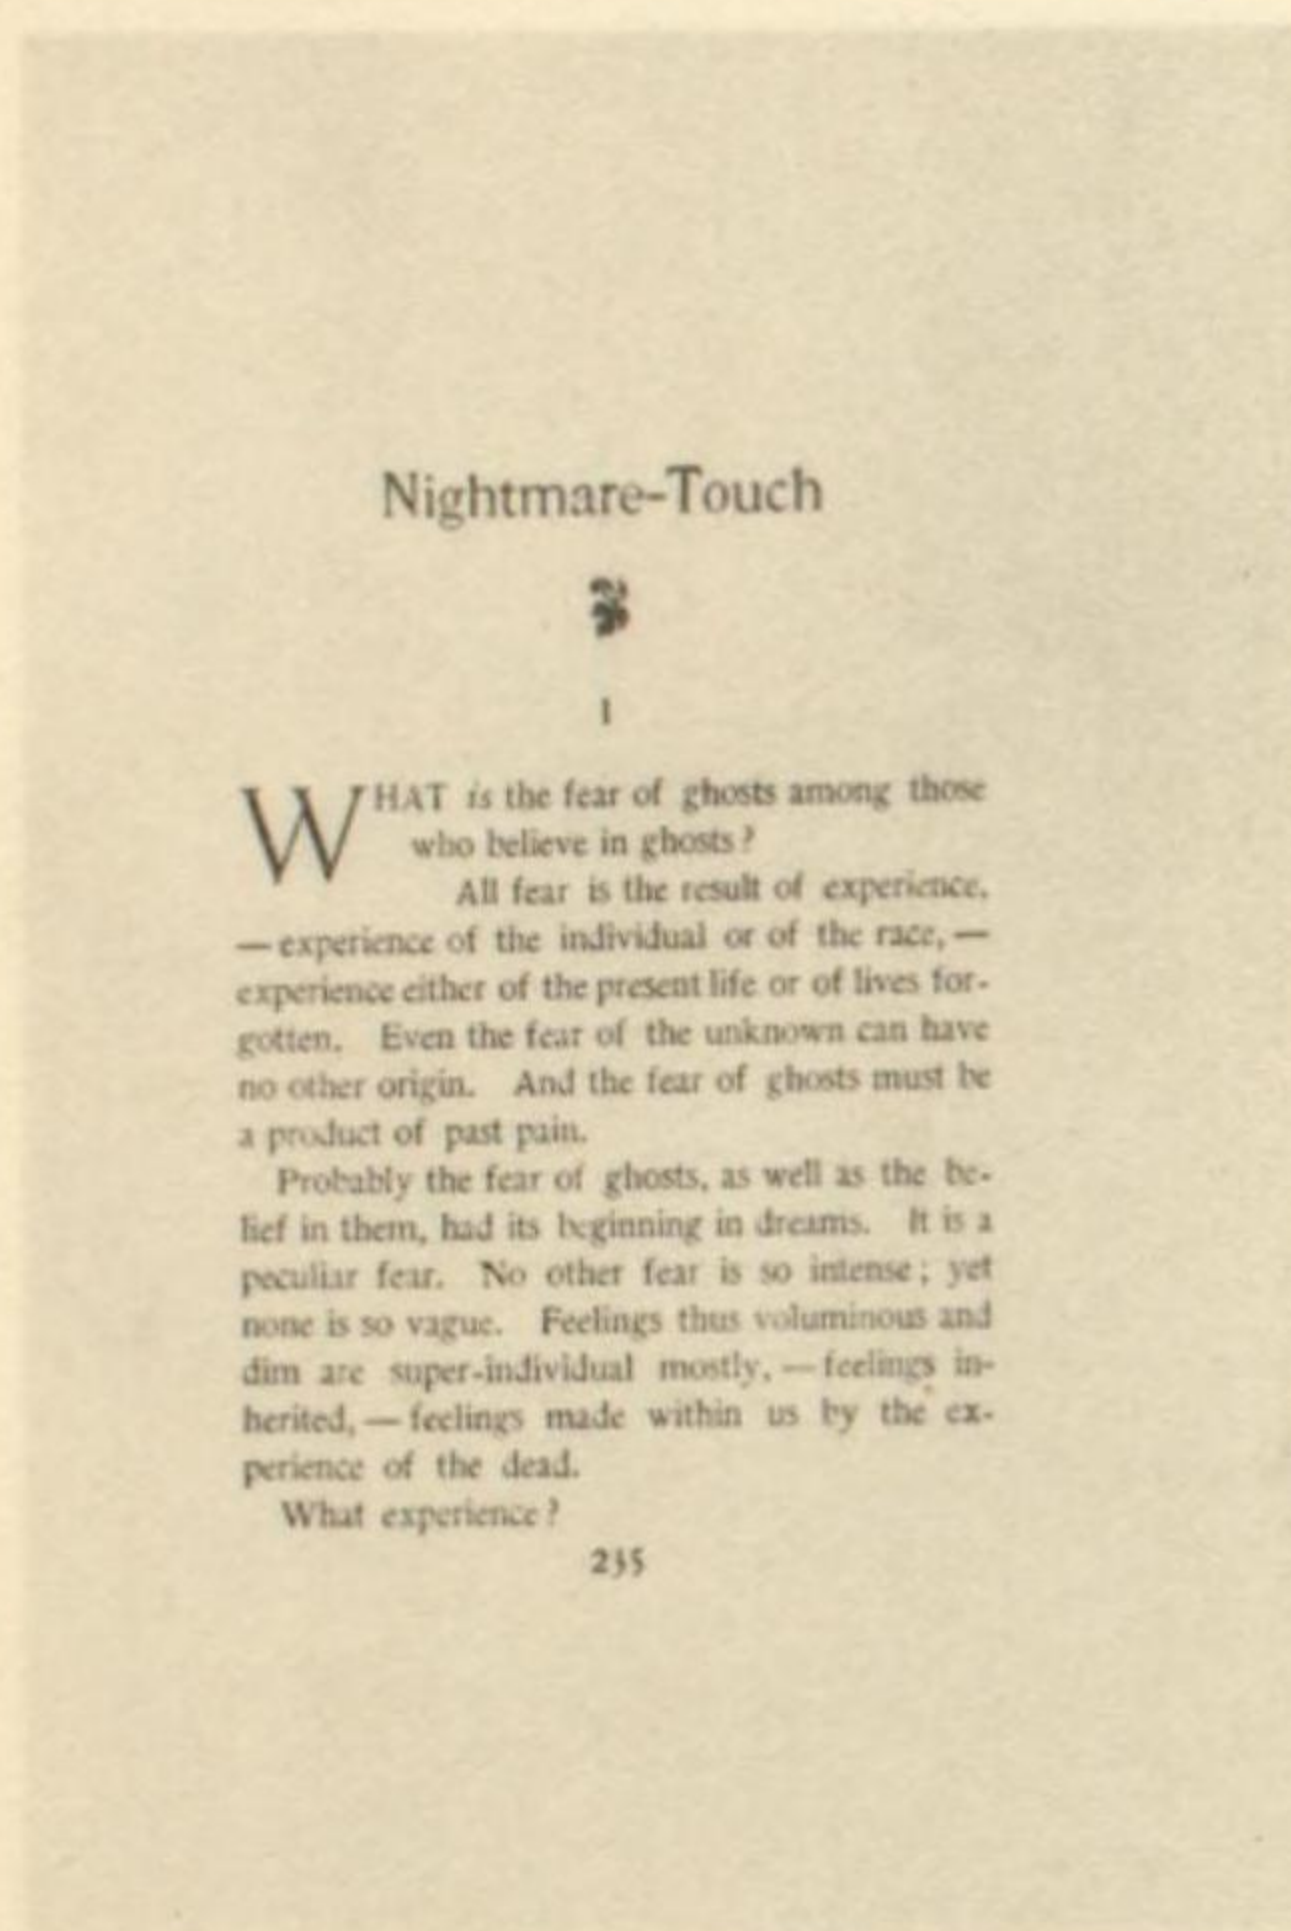 Nightmare-Touch
I
WHAT is the fear of ghosts among those
who believe in ghosts?
All fear is the result of experience,
— experience of the individual or of the race, —
experience either of the present life or of lives for-
gotten. Even the fear of the unknown can have
no other origin. And the fear of ghosts must be
a product of past pain.
Probably the fear of ghosts, as well as the be-
lief in them, had its beginning in dreams. It is a
peculiar fear. No other fear is so intense; yet
none is so vague. Feelings thus voluminous and
dim are super-individual mostly, — feelings in-
herited, — feelings made within us by the ex-
perience of the dead.
What experience?
235